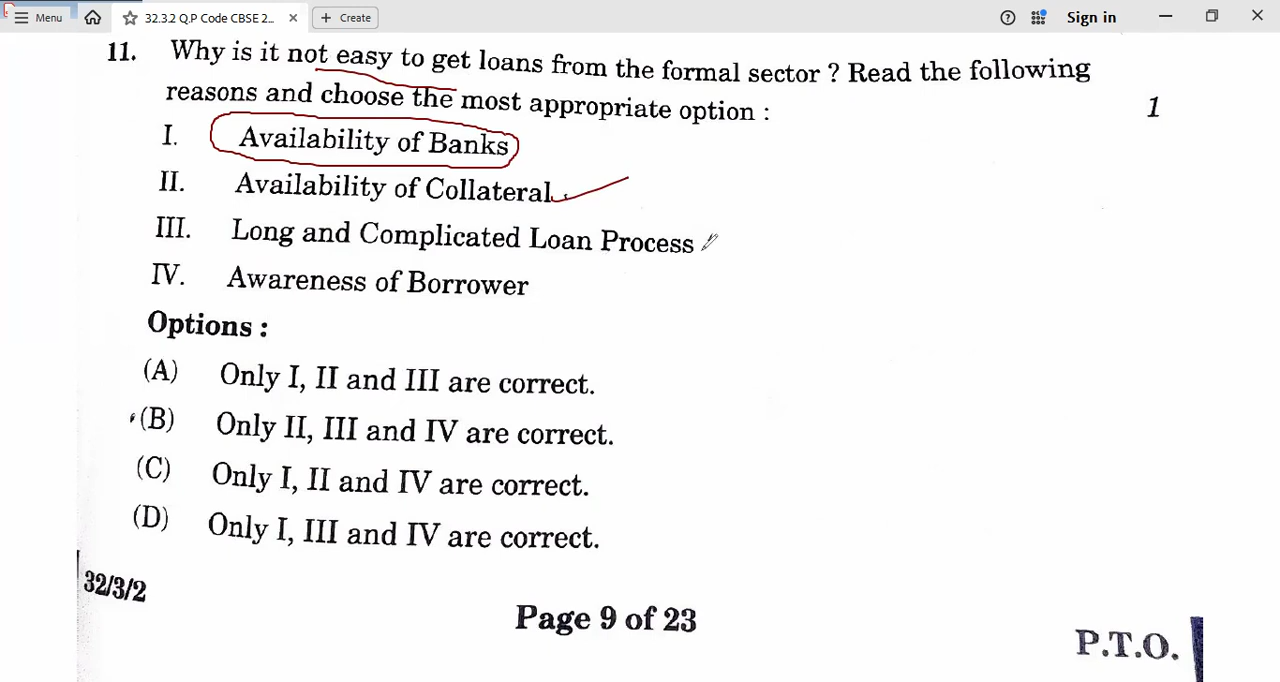 Menu
32.3.2 Q.P Code CBSE 2...
+ Create
Sign in
11. Why is it not easy to get loans from the formal sector ? Read the following
reasons and choose the most appropriate option :
1
I. Availability of Banks
II. Availability of Collateral
III. Long and Complicated Loan Process
IV. Awareness of Borrower
Options :
(A) Only I, II and III are correct.
(B) Only II, III and IV are correct.
(C) Only I, II and IV are correct.
(D) Only I, III and IV are correct.
32/3/2
Page 9 of 23
P.T.O.